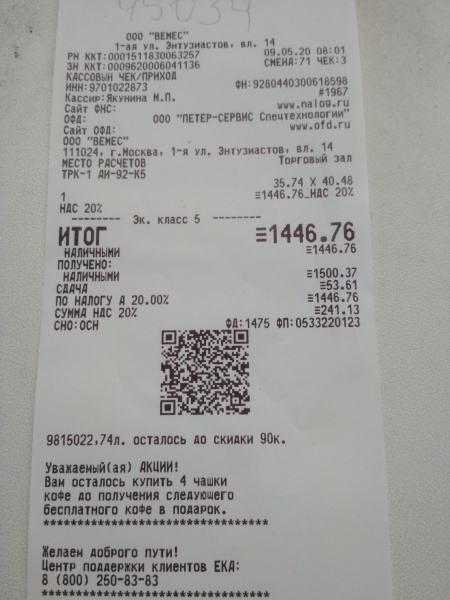 45034
ООО "ВЕМЕС"
1-ая ул. Энтузиастов, вл. 14
РН ККТ:0001511830063257 09.05.20 08:01
ЗН ККТ:0009620006041136 СМЕНА:71 ЧЕК:3
КАССОВЫЙ ЧЕК/ПРИХОД
ИНН:9701022873 ФН:9280440300618598
Кассир:Якунина М.П. #1967
Сайт ФНС: www.nalog.ru
ОФД: ООО "ПЕТЕР-СЕРВИС Спецтехнологии"
Сайт ОФД: www.ofd.ru
ООО "ВЕМЕС"
111024, г.Москва, 1-я ул. Энтузиастов, вл. 14
МЕСТО РАСЧЕТОВ Торговый зал
ТРК-1 АИ-92-К5
35.74 X 40.48
1 ≡1446.76_НДС 20%
НДС 20%
-------- Эк. класс 5 --------
ИТОГ ≡1446.76
НАЛИЧНЫМИ ≡1446.76
ПОЛУЧЕНО:
НАЛИЧНЫМИ ≡1500.37
СДАЧА ≡53.61
ПО НАЛОГУ А 20.00% ≡1446.76
СУММА НДС 20% ≡241.13
СНО:ОСН ФД:1475 ФП:0533220123
9815022,74л. осталось до скидки 90к.
Уважаемый(ая) АКЦИИ!
Вам осталось купить 4 чашки
кофе до получения следующего
бесплатного кофе в подарок.
********************************
Желаем доброго пути!
Центр поддержки клиентов ЕКД:
8 (800) 250-83-83
********************************